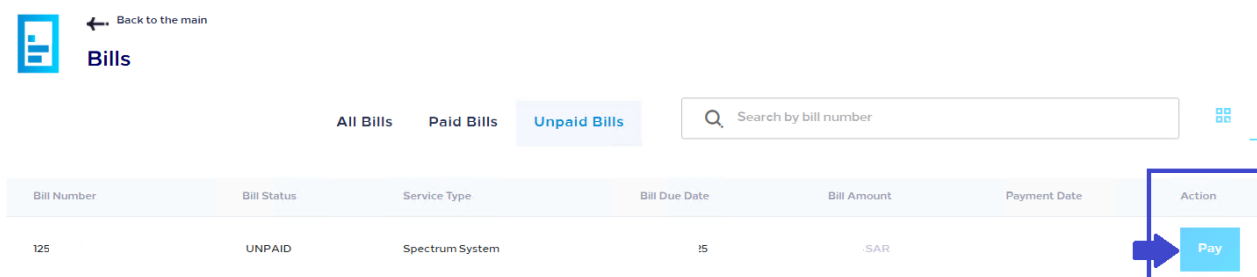 Back to the main
Bills
All Bills Paid Bills Unpaid Bills Search by bill number
Bill Number Bill Status Service Type Bill Due Date Bill Amount Payment Date Action
125 UNPAID Spectrum System 25 SAR Pay